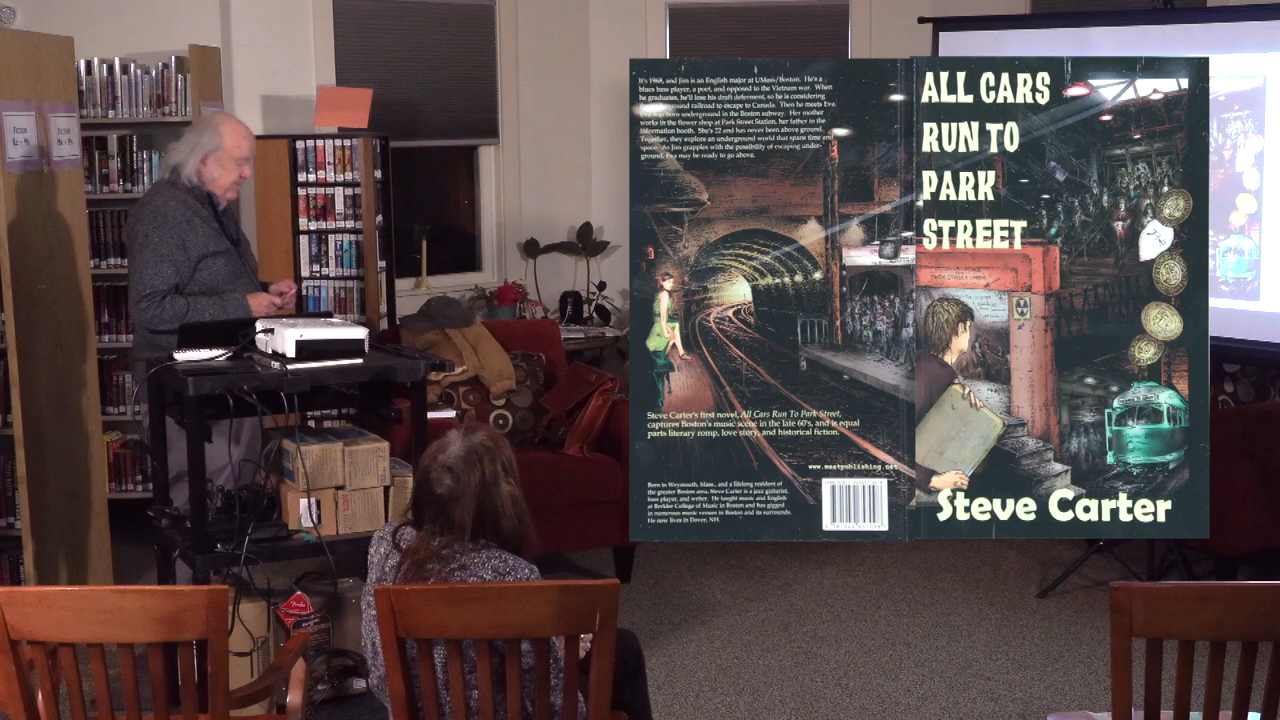 FICTION
Ke - Ma
FICTION
Ma - Pa
It's 1968, and Jim is an English major at UMass/Boston. He's a
blues bass player, a poet, and opposed to the Vietnam war. When
he graduates, he'll lose his draft deferment, so he is considering
underground railroad to escape to Canada. Then he meets Eva.
Eva was born underground in the Boston subway. Her mother
works in the flower shop at Park Street Station, her father in the
information booth. She's 22 and has never been above ground.
Together, they explore an underground world that spans time and
space. As Jim grapples with the possibility of escaping under-
ground, Eva may be ready to go above.
Steve Carter's first novel, All Cars Run To Park Street,
captures Boston's music scene in the late 60's, and is equal
parts literary romp, love story, and historical fiction.
www.maatpublishing.net
Born in Weymouth, Mass., and a lifelong resident of
the greater Boston area, Steve Carter is a jazz guitarist,
bass player, and writer. He taught music and English
at Berklee College of Music in Boston and has gigged
in numerous music venues in Boston and its surrounds.
He now lives in Dover, NH.
ALL CARS
RUN TO
PARK
STREET
Steve Carter
Fender